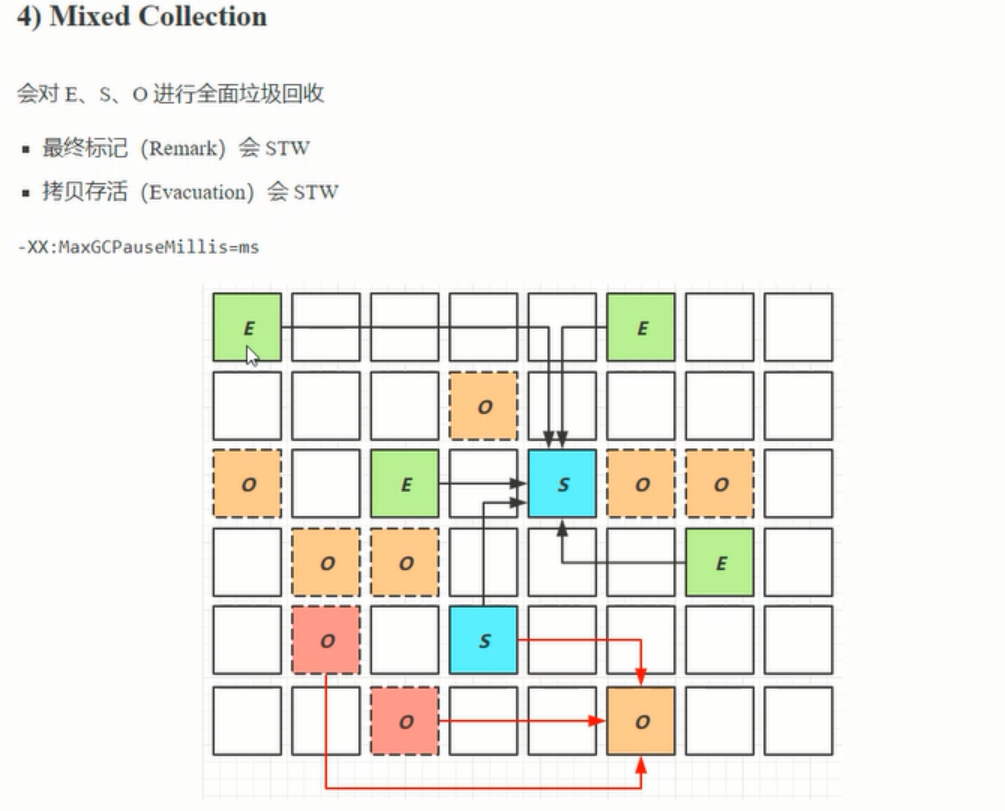 4) Mixed Collection
会对 E、S、O 进行全面垃圾回收
▪ 最终标记（Remark）会 STW
▪ 拷贝存活（Evacuation）会 STW
-XX:MaxGCPauseMillis=ms
E E
O
O E S O O
O O E
O S
O O